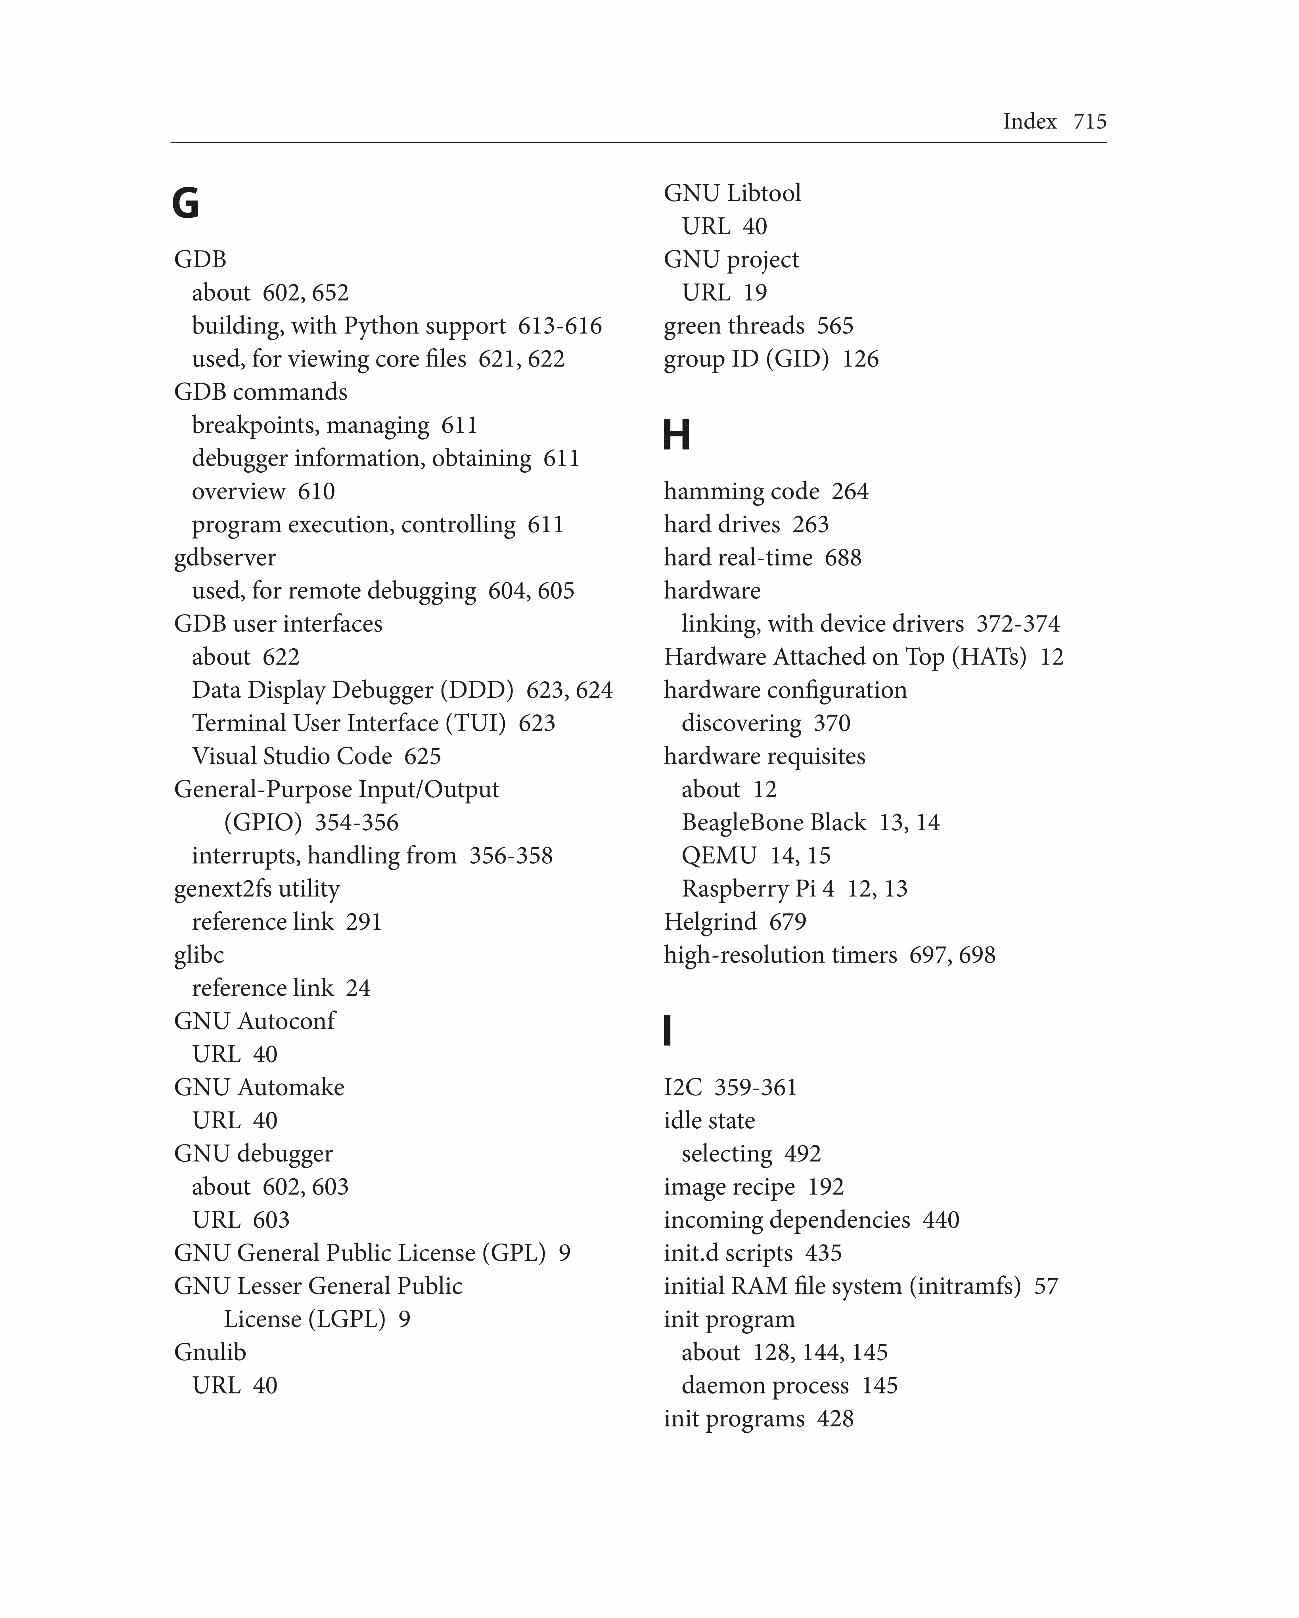 Index 715
G
GDB
about 602, 652
building, with Python support 613-616
used, for viewing core files 621, 622
GDB commands
breakpoints, managing 611
debugger information, obtaining 611
overview 610
program execution, controlling 611
gdbserver
used, for remote debugging 604, 605
GDB user interfaces
about 622
Data Display Debugger (DDD) 623, 624
Terminal User Interface (TUI) 623
Visual Studio Code 625
General-Purpose Input/Output
(GPIO) 354-356
interrupts, handling from 356-358
genext2fs utility
reference link 291
glibc
reference link 24
GNU Autoconf
URL 40
GNU Automake
URL 40
GNU debugger
about 602, 603
URL 603
GNU General Public License (GPL) 9
GNU Lesser General Public
License (LGPL) 9
Gnulib
URL 40
GNU Libtool
URL 40
GNU project
URL 19
green threads 565
group ID (GID) 126
H
hamming code 264
hard drives 263
hard real-time 688
hardware
linking, with device drivers 372-374
Hardware Attached on Top (HATs) 12
hardware configuration
discovering 370
hardware requisites
about 12
BeagleBone Black 13, 14
QEMU 14, 15
Raspberry Pi 4 12, 13
Helgrind 679
high-resolution timers 697, 698
I
I2C 359-361
idle state
selecting 492
image recipe 192
incoming dependencies 440
init.d scripts 435
initial RAM file system (initramfs) 57
init program
about 128, 144, 145
daemon process 145
init programs 428